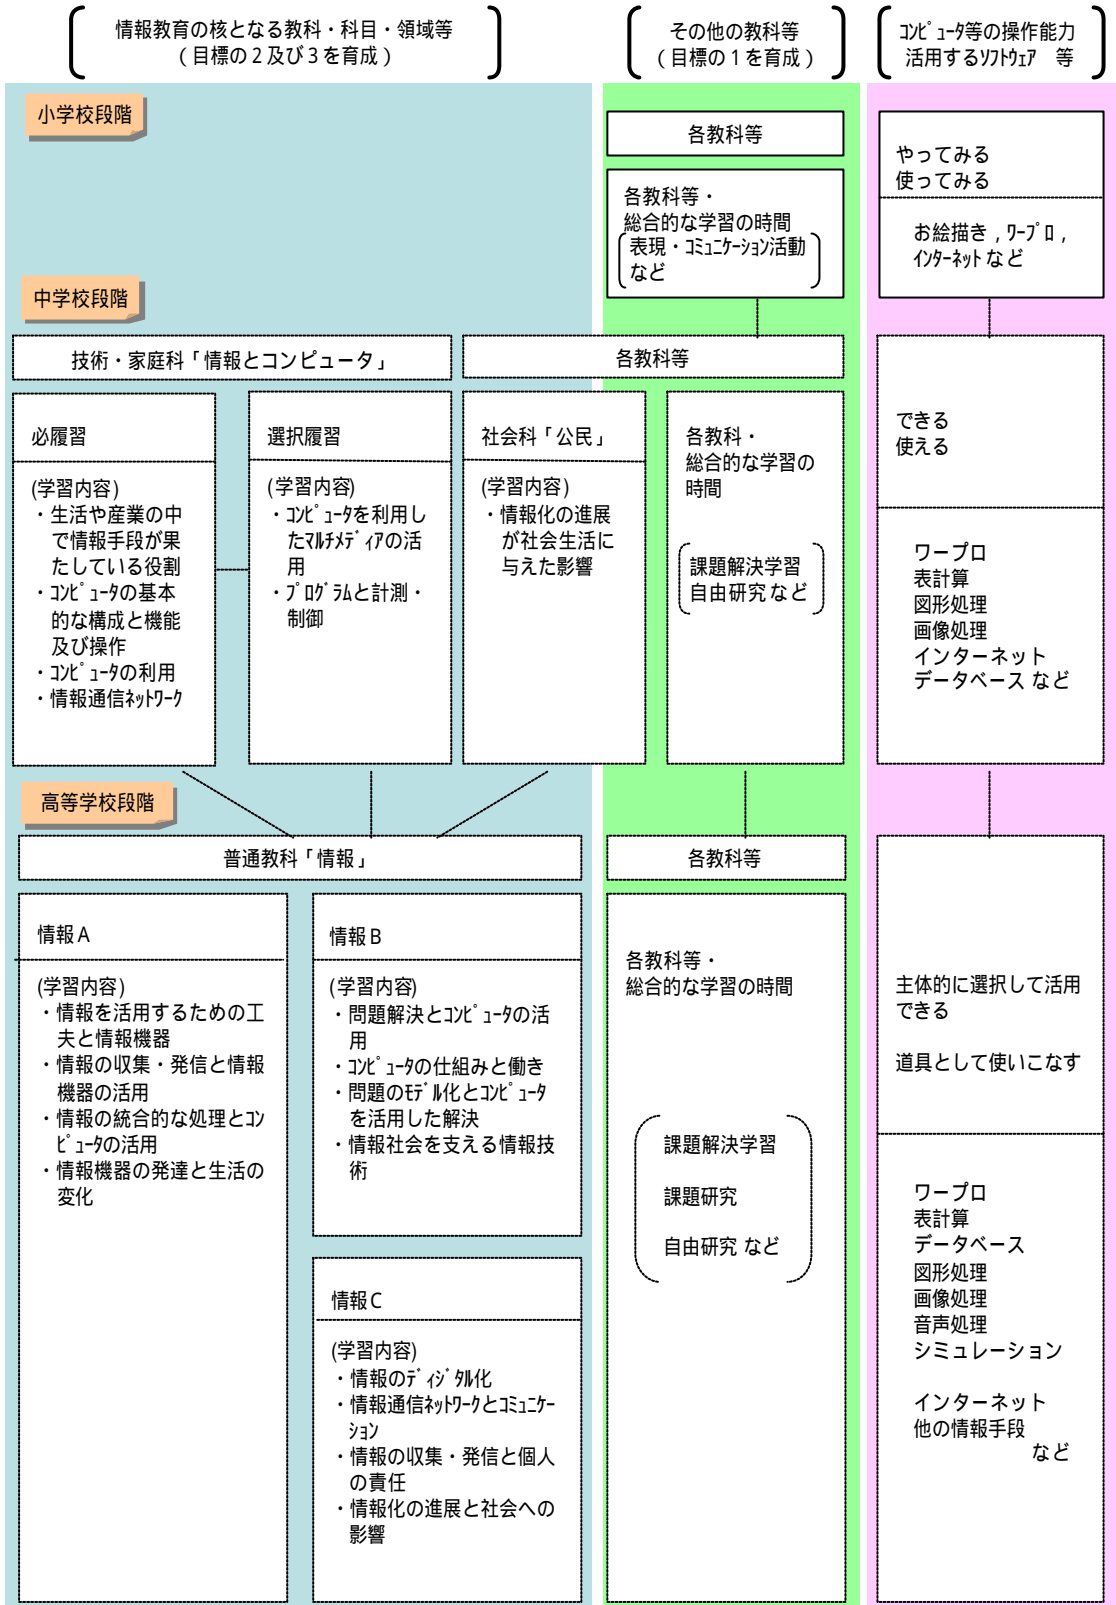 情報教育の核となる教科・科目・領域等
(目標の2及び3を育成)
その他の教科等
(目標の1を育成)
ｺﾝﾋﾟｭｰﾀ等の操作能力
活用するｿﾌﾄｳｪｱ 等
小学校段階
各教科等
各教科等・
総合的な学習の時間
表現・ｺﾐｭﾆｹｰｼｮﾝ活動
など
やってみる
使ってみる
お絵描き，ﾜｰﾌﾟﾛ，
ｲﾝﾀｰﾈｯﾄ など
中学校段階
技術・家庭科「情報とコンピュータ」
各教科等
必履習
(学習内容)
・生活や産業の中
で情報手段が果
たしている役割
・ｺﾝﾋﾟｭｰﾀの基本
的な構成と機能
及び操作
・ｺﾝﾋﾟｭｰﾀの利用
・情報通信ﾈｯﾄﾜｰｸ
選択履習
(学習内容)
・ｺﾝﾋﾟｭｰﾀを利用し
たﾏﾙﾁﾒﾃﾞｨｱの活
用
・ﾌﾟﾛｸﾞﾗﾑと計測・
制御
社会科「公民」
(学習内容)
・情報化の進展
が社会生活に
与えた影響
各教科・
総合的な学習の
時間
課題解決学習
自由研究 など
できる
使える
ワープロ
表計算
図形処理
画像処理
インターネット
データベース など
高等学校段階
普通教科「情報」
各教科等
情報A
(学習内容)
・情報を活用するための工
夫と情報機器
・情報の収集・発信と情報
機器の活用
・情報の統合的な処理とｺﾝ
ﾋﾟｭｰﾀの活用
・情報機器の発達と生活の
変化
情報B
(学習内容)
・問題解決とｺﾝﾋﾟｭｰﾀの活
用
・ｺﾝﾋﾟｭｰﾀの仕組みと働き
・問題のﾓﾃﾞﾙ化とｺﾝﾋﾟｭｰﾀ
を活用した解決
・情報社会を支える情報技
術
情報C
(学習内容)
・情報のﾃﾞｨｼﾞﾀﾙ化
・情報通信ﾈｯﾄﾜｰｸとｺﾐｭﾆｹｰ
ｼｮﾝ
・情報の収集・発信と個人
の責任
・情報化の進展と社会への
影響
各教科等・
総合的な学習の時間
課題解決学習
課題研究
自由研究 など
主体的に選択して活用
できる
道具として使いこなす
ワープロ
表計算
データベース
図形処理
画像処理
音声処理
シミュレーション
インターネット
他の情報手段
など